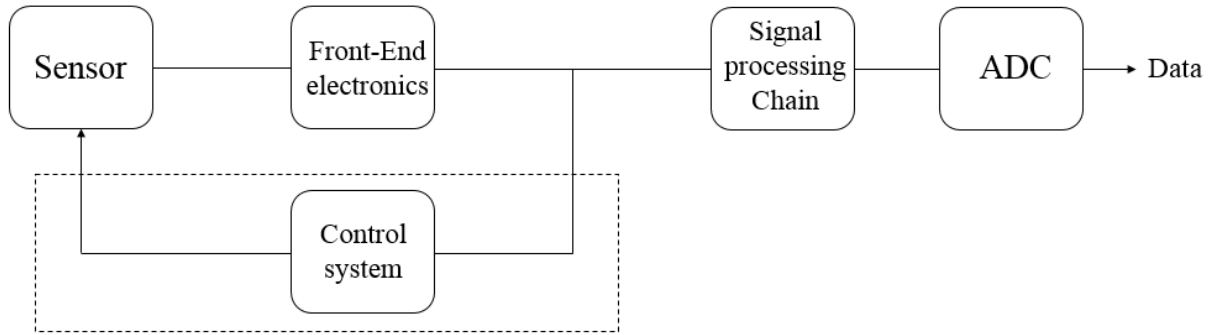 Sensor
Front-End
electronics
Signal
processing
Chain
ADC
Data
Control
system